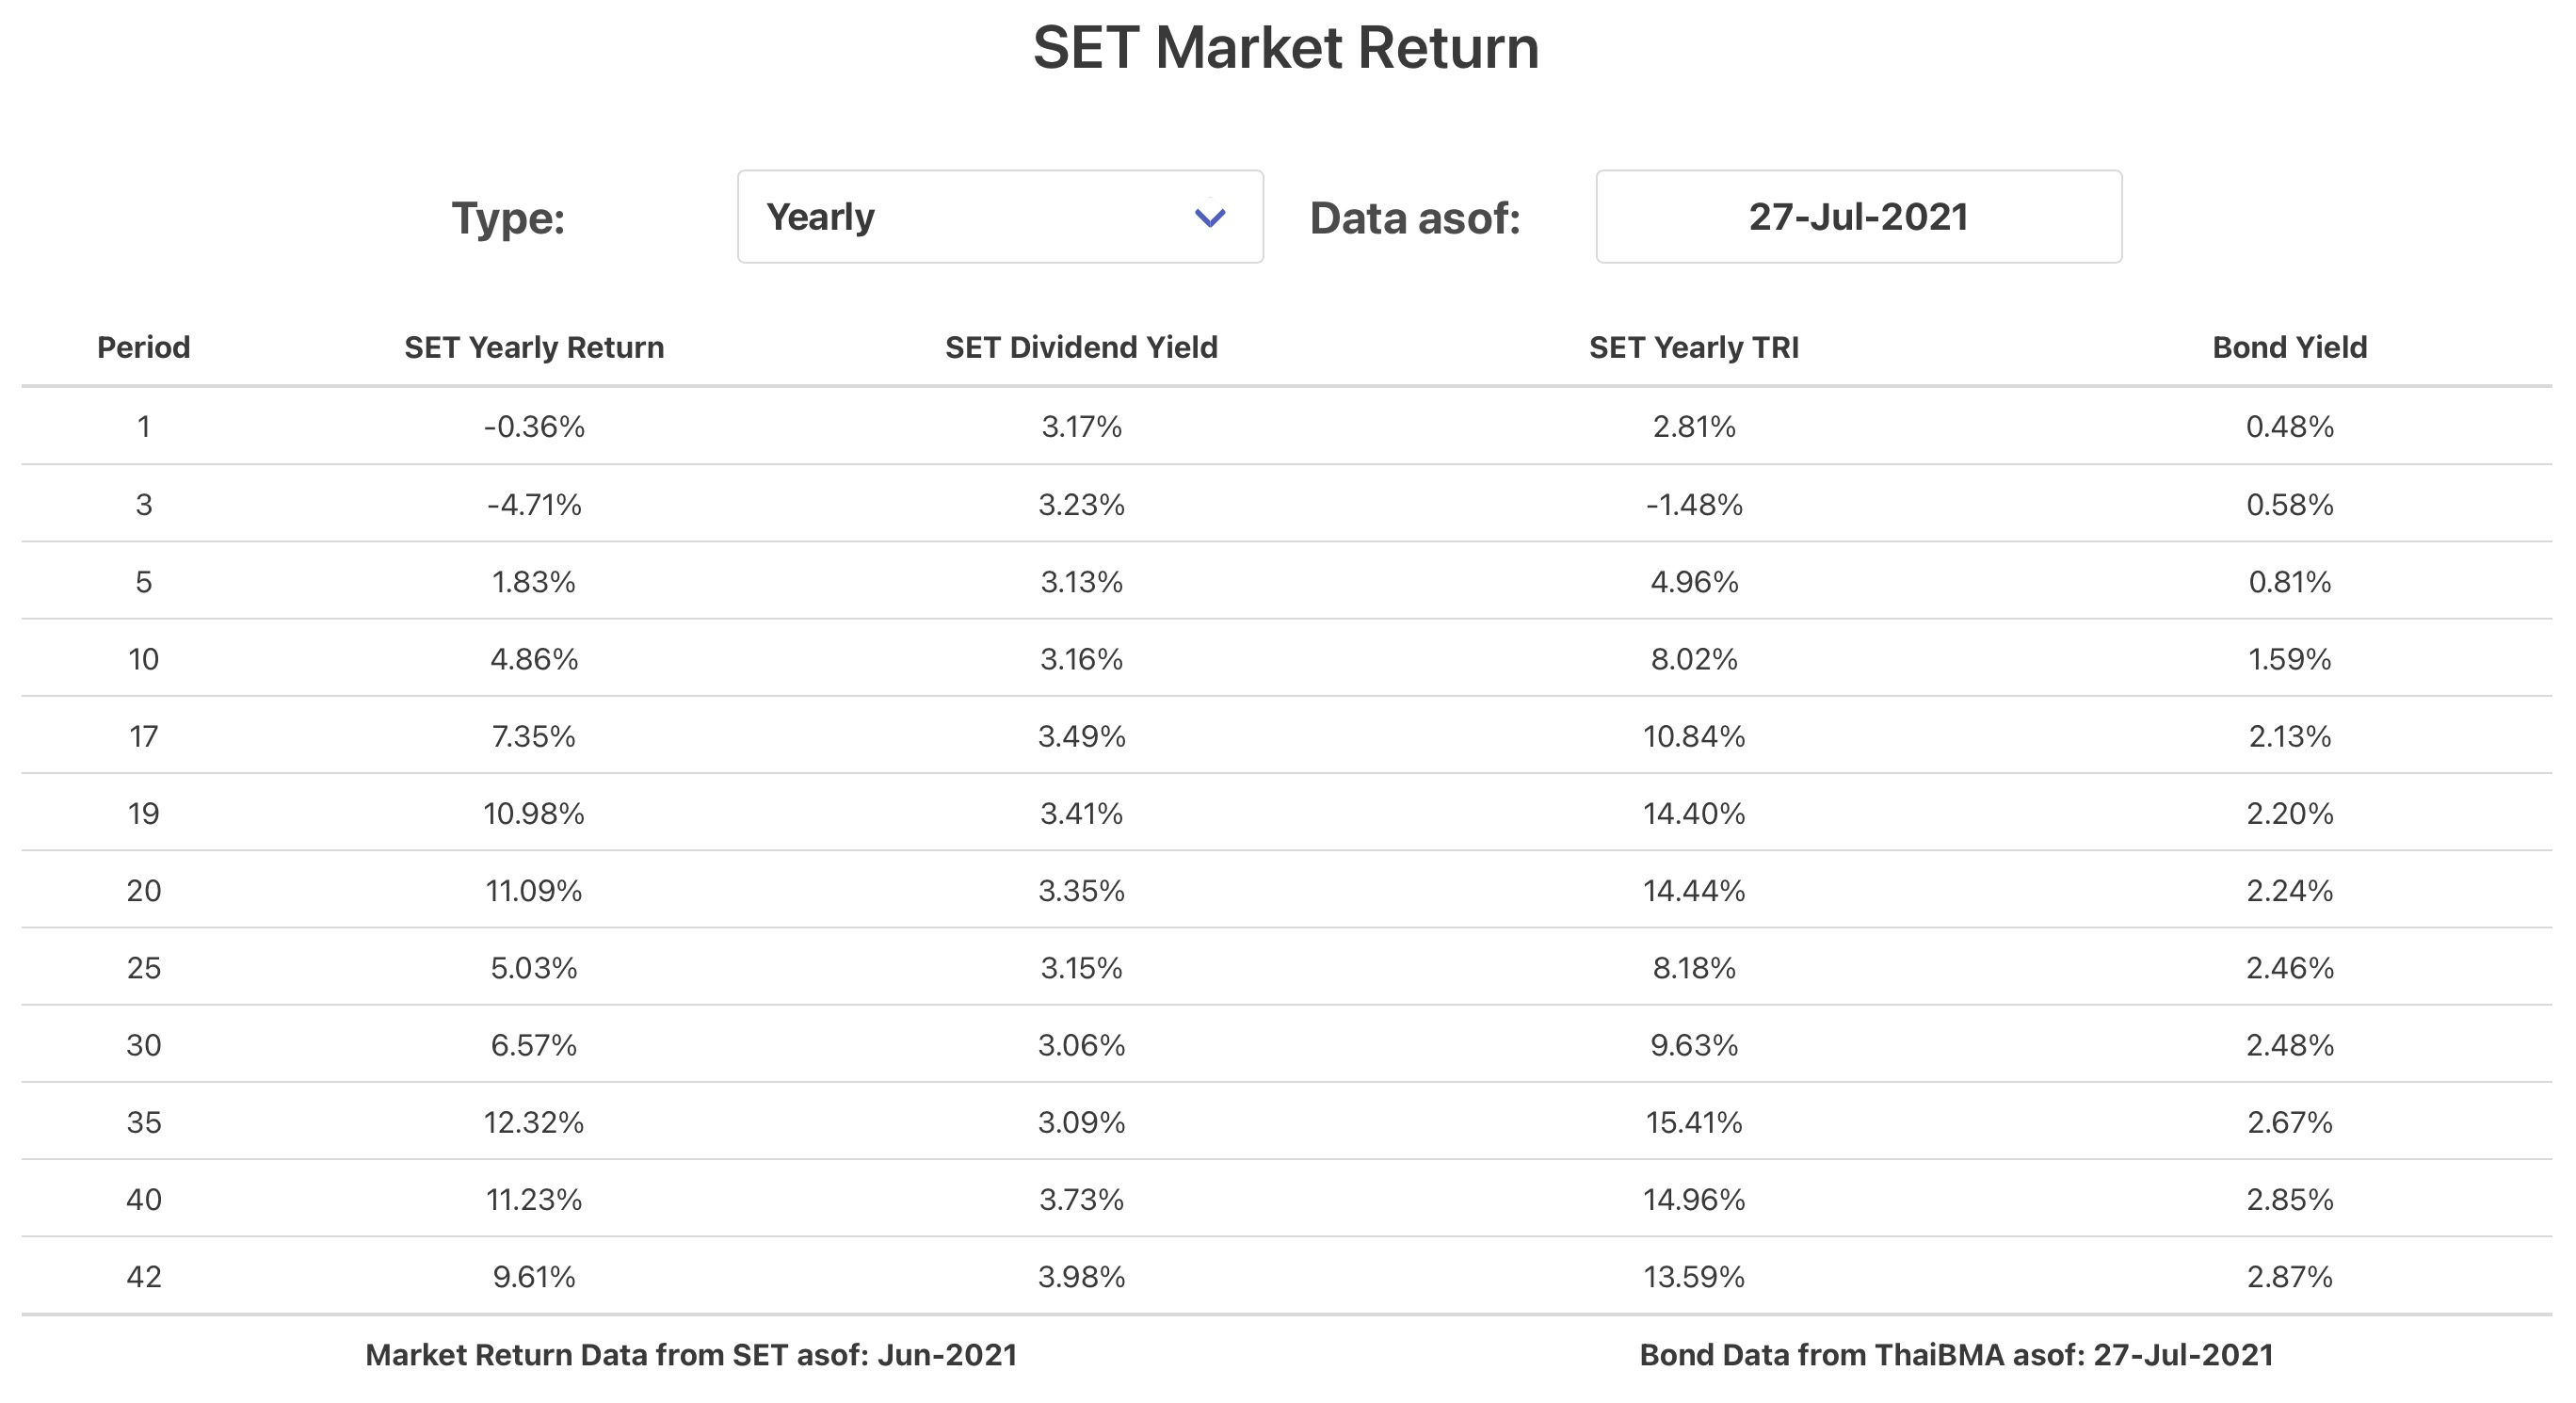 SET Market Return
Type: Yearly Data asof: 27-Jul-2021
Period SET Yearly Return SET Dividend Yield SET Yearly TRI Bond Yield
1 -0.36% 3.17% 2.81% 0.48%
3 -4.71% 3.23% -1.48% 0.58%
5 1.83% 3.13% 4.96% 0.81%
10 4.86% 3.16% 8.02% 1.59%
17 7.35% 3.49% 10.84% 2.13%
19 10.98% 3.41% 14.40% 2.20%
20 11.09% 3.35% 14.44% 2.24%
25 5.03% 3.15% 8.18% 2.46%
30 6.57% 3.06% 9.63% 2.48%
35 12.32% 3.09% 15.41% 2.67%
40 11.23% 3.73% 14.96% 2.85%
42 9.61% 3.98% 13.59% 2.87%
Market Return Data from SET asof: Jun-2021 Bond Data from ThaiBMA asof: 27-Jul-2021